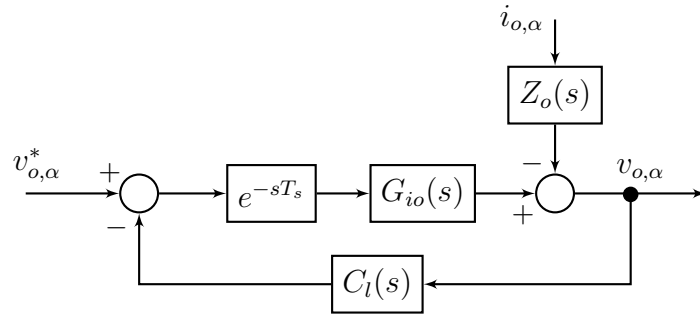 i_{o,α}
Z_o(s)
−
v^*_{o,α}
+
e^{-sT_s}
G_{io}(s)
+
v_{o,α}
−
C_l(s)